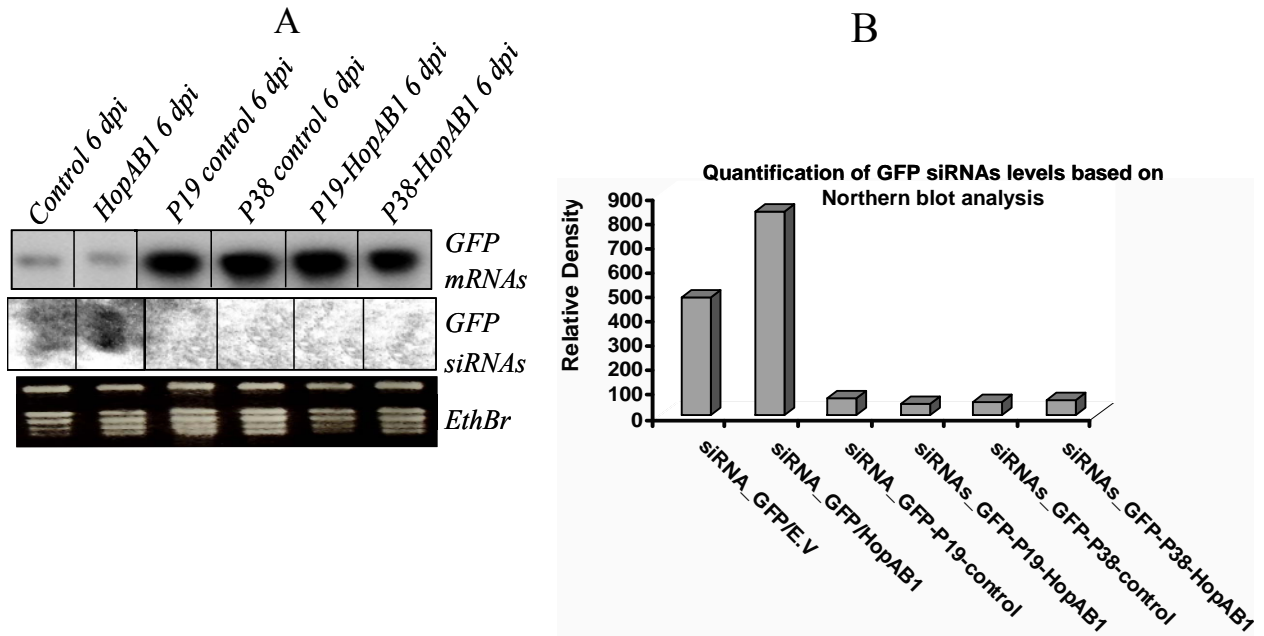 A
Control 6 dpi
HopAB1 6 dpi
P19 control 6 dpi
P38 control 6 dpi
P19-HopAB1 6 dpi
P38-HopAB1 6 dpi
GFP
mRNAs
GFP
siRNAs
EthBr
B
Quantification of GFP siRNAs levels based on
Northern blot analysis
Relative Density
900
800
700
600
500
400
300
200
100
0
siRNA_GFP/E.V
siRNA_GFP/HopAB1
siRNA_GFP-P19-control
siRNAs_GFP-P19-HopAB1
siRNAs_GFP-P38-control
siRNAs_GFP-P38-HopAB1